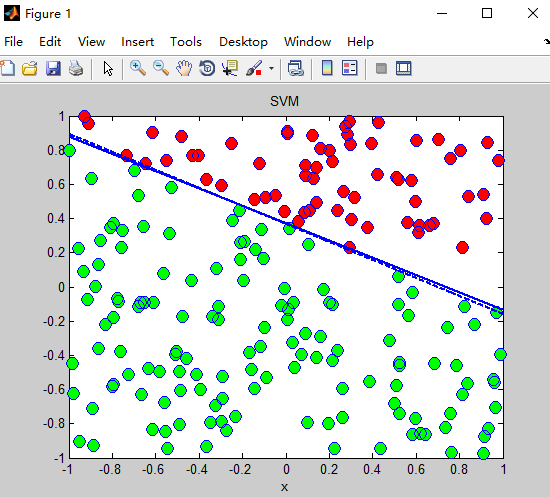 Figure 1
File Edit View Insert Tools Desktop Window Help
SVM
1
0.8
0.6
0.4
0.2
0
-0.2
-0.4
-0.6
-0.8
-1
-1 -0.8 -0.6 -0.4 -0.2 0 0.2 0.4 0.6 0.8 1
x